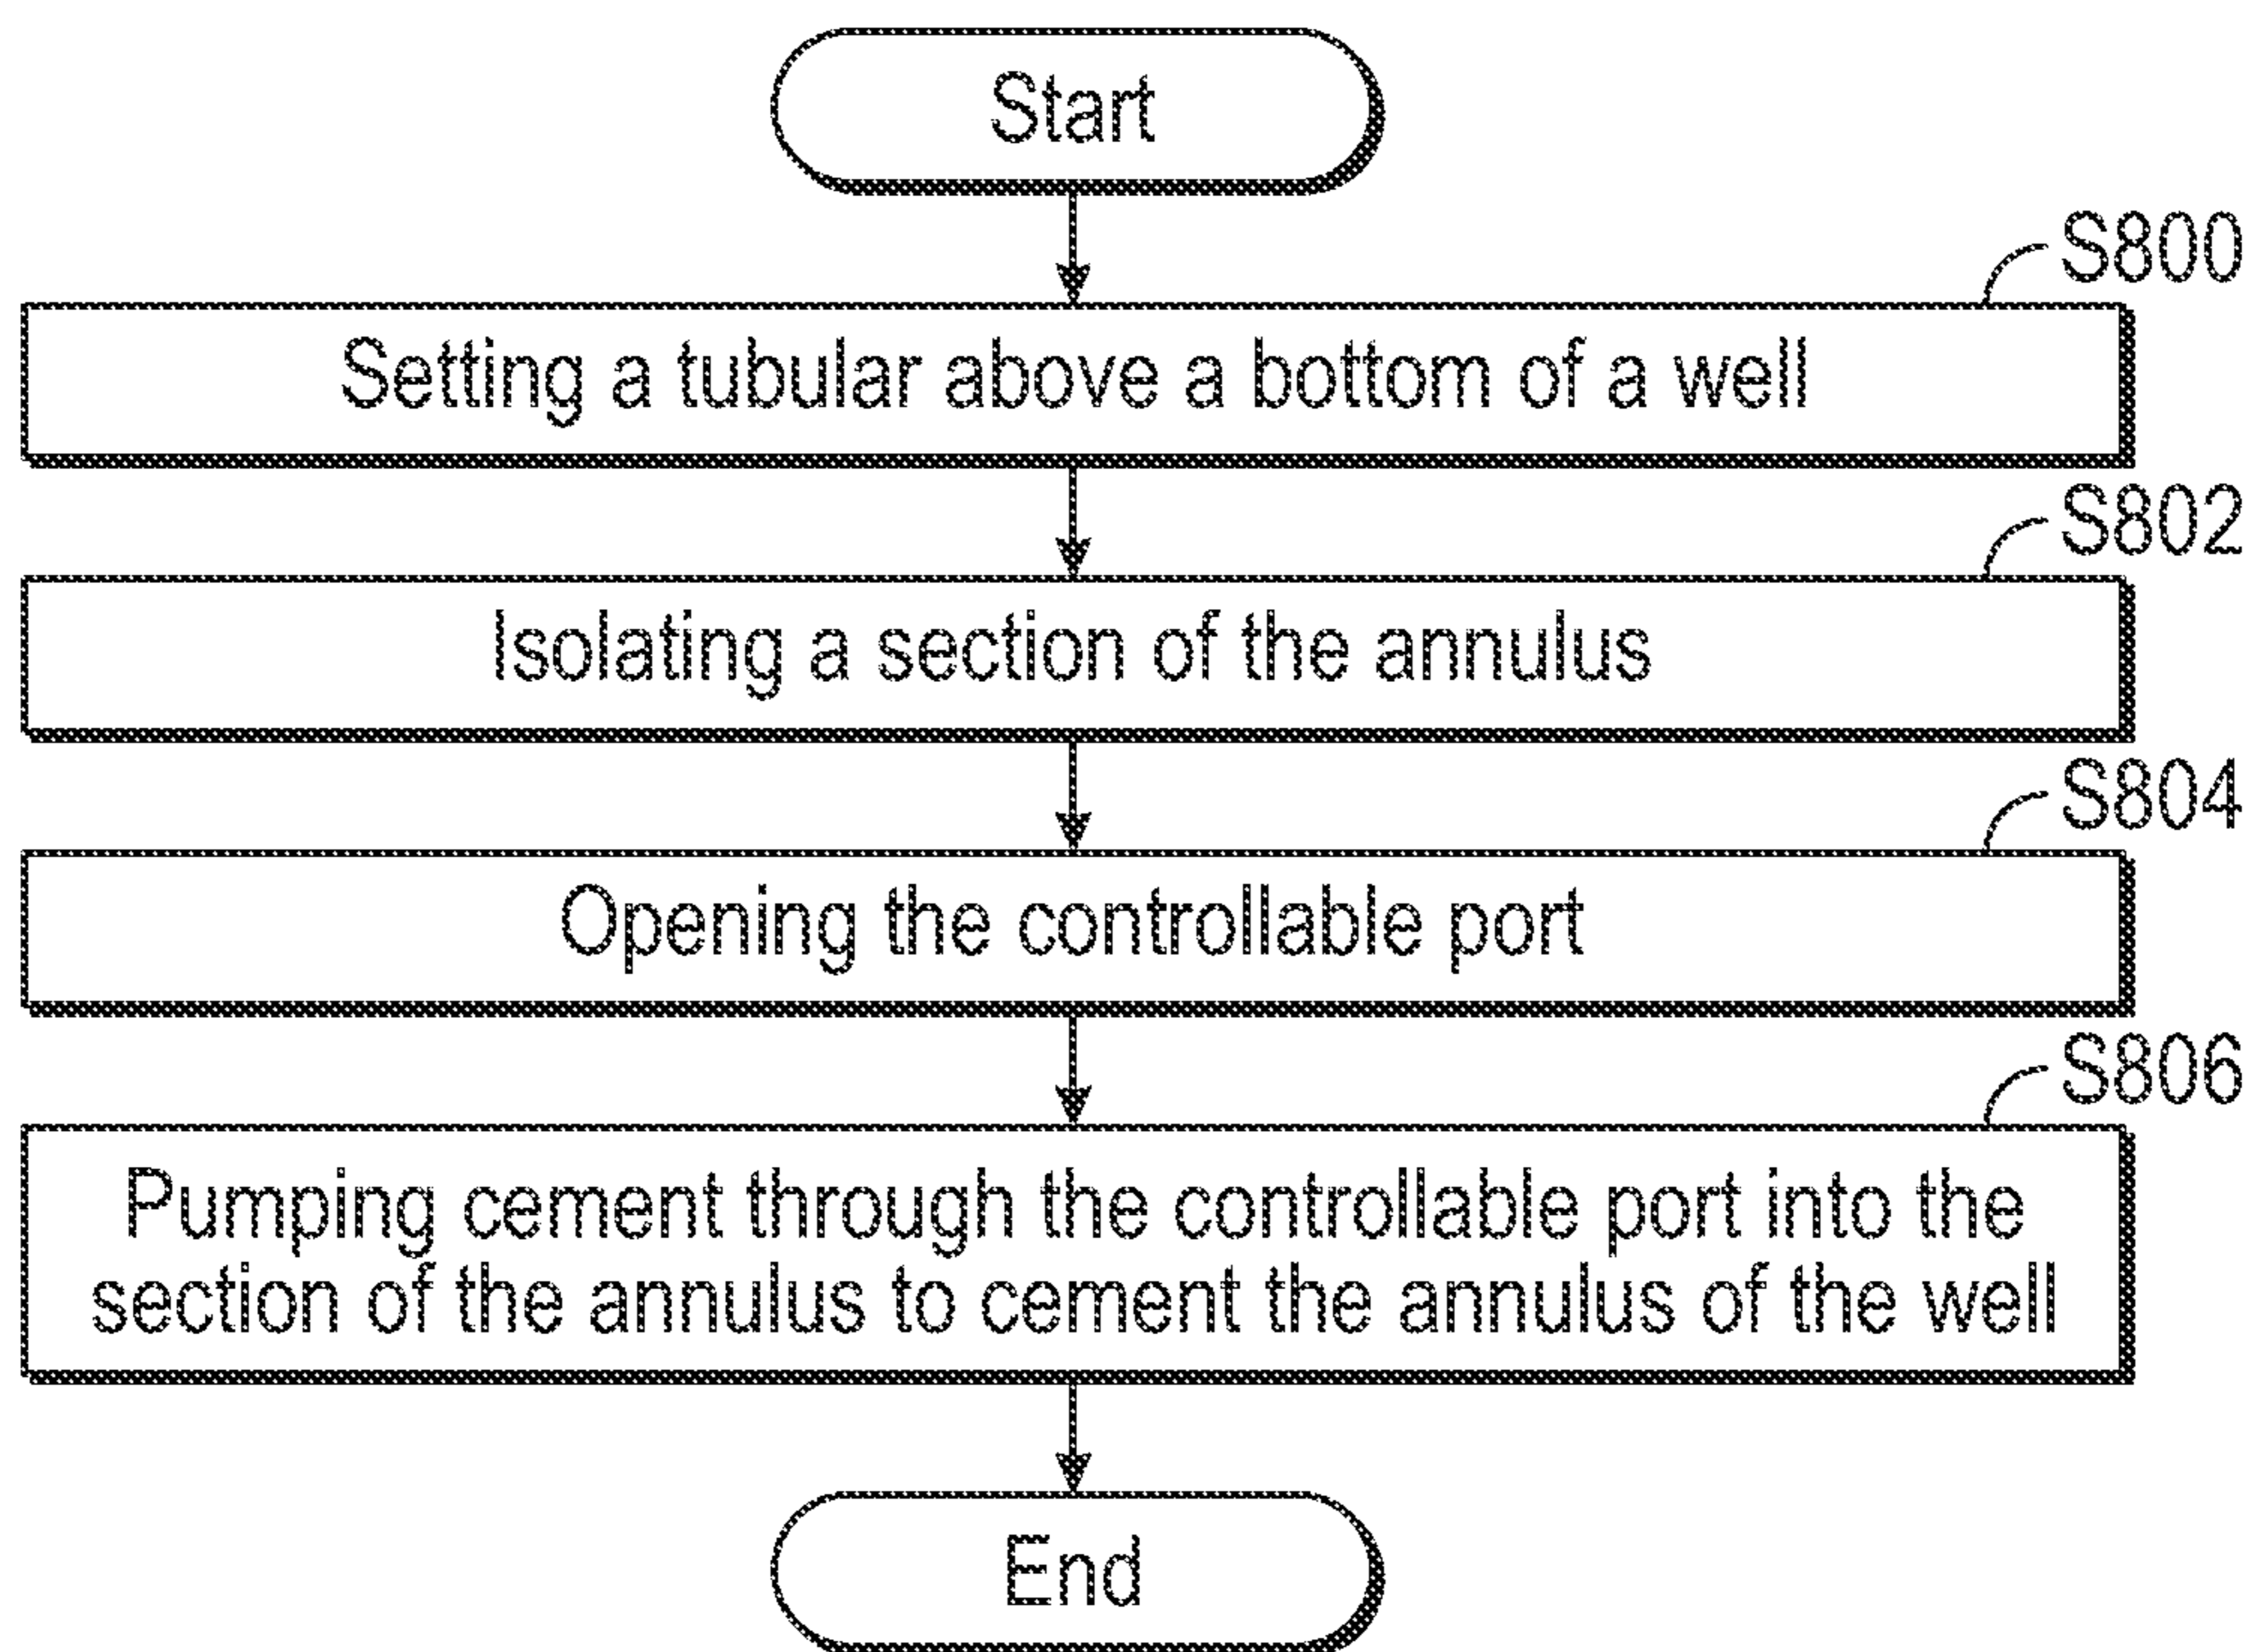 Start
S800
Setting a tubular above a bottom of a well
S802
Isolating a section of the annulus
S804
Opening the controllable port
S806
Pumping cement through the controllable port into the
section of the annulus to cement the annulus of the well
End